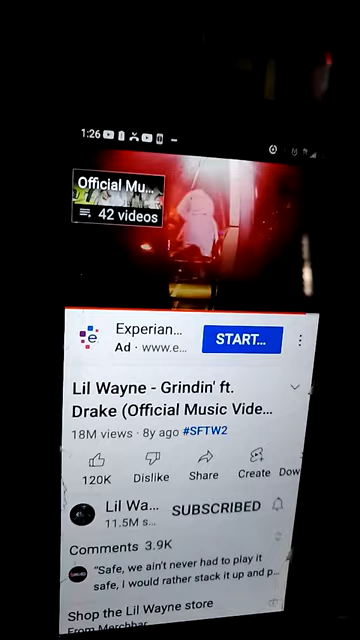 1:26
Official Mu...
42 videos
Experian...
Ad · www.e...
START...
Lil Wayne - Grindin' ft.
Drake (Official Music Vide...
18M views · 8y ago #SFTW2
120K
Dislike
Share
Create
Dow
Lil Wa...
11.5M s...
SUBSCRIBED
Comments 3.9K
“Safe, we ain't never had to play it
safe, I would rather stack it up and p...
Shop the Lil Wayne store
From Merchbar